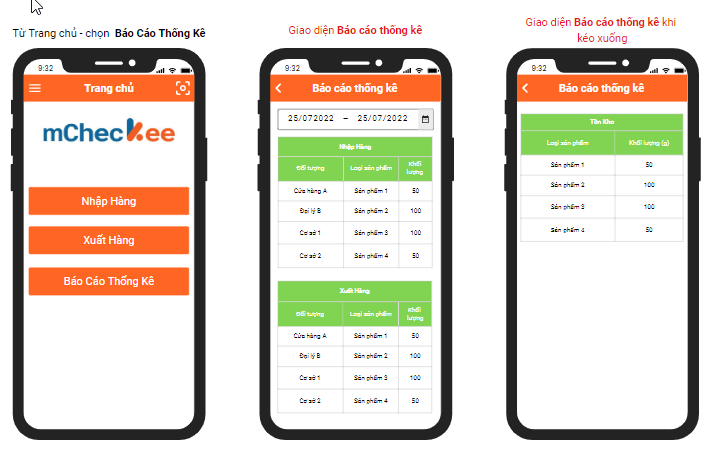 Từ Trang chủ - chọn Báo Cáo Thống Kê
9:32
Trang chủ
mCheckee
Nhập Hàng
Xuất Hàng
Báo Cáo Thống Kê
Giao diện Báo cáo thống kê
9:32
Báo cáo thống kê
25/072022 – 25/07/2022
Nhập Hàng
Đối tượng Loại sản phẩm Khối lượng
Cửa hàng A Sản phẩm 1 50
Đại lý B Sản phẩm 2 100
Cơ sở 1 Sản phẩm 3 100
Cơ sở 2 Sản phẩm 4 50
Xuất Hàng
Đối tượng Loại sản phẩm Khối lượng
Cửa hàng A Sản phẩm 1 50
Đại lý B Sản phẩm 2 100
Cơ sở 1 Sản phẩm 3 100
Cơ sở 2 Sản phẩm 4 50
Giao diện Báo cáo thống kê khi
kéo xuống
9:32
Báo cáo thống kê
Tồn Kho
Loại sản phẩm Khối lượng (g)
Sản phẩm 1 50
Sản phẩm 2 100
Sản phẩm 3 100
Sản phẩm 4 50